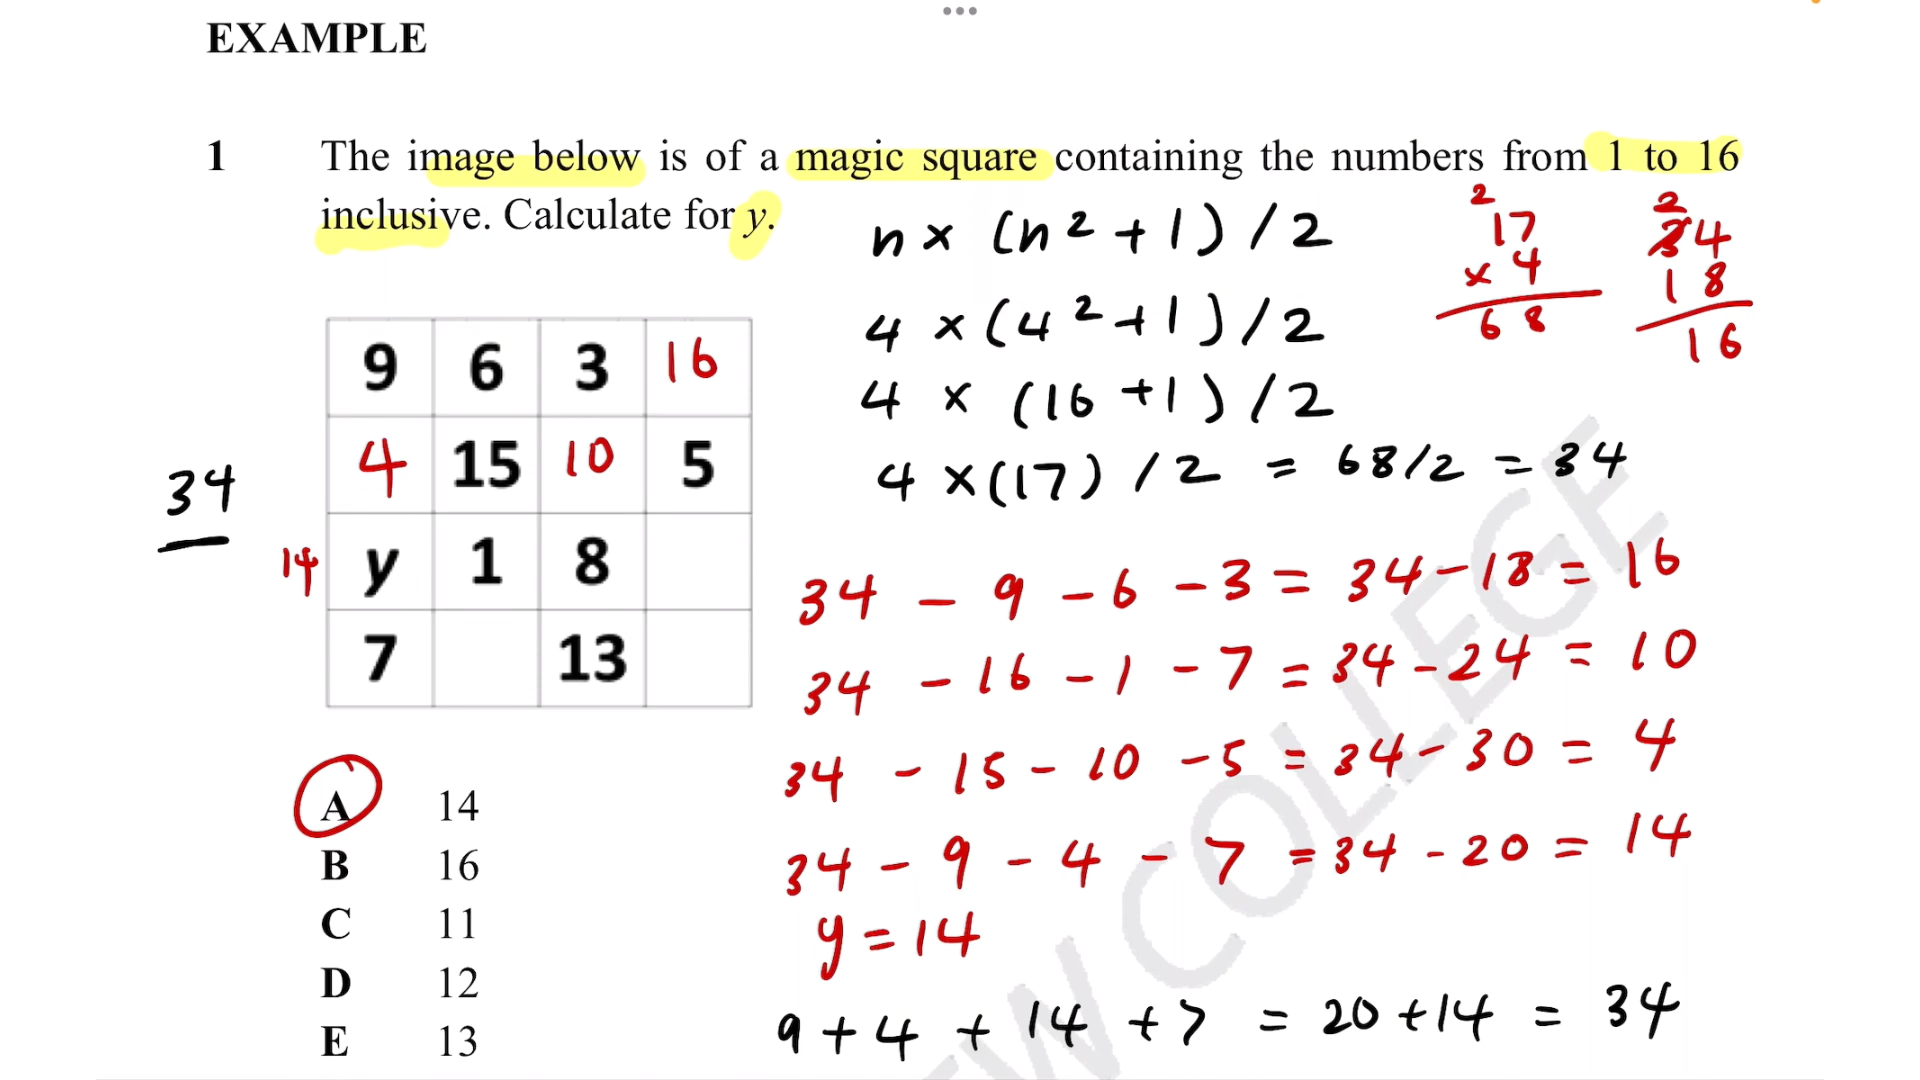 EXAMPLE
1 The image below is of a magic square containing the numbers from 1 to 16
inclusive. Calculate for y.
n × (n² + 1) / 2
4 × (4² + 1) / 2
4 × (16 + 1) / 2
4 × (17) / 2 = 68/2 = 34
2
17
× 4
68
2
34
18
16
34
9 6 3 16
4 15 10 5
14 y 1 8
7 13
34 - 9 - 6 - 3 = 34 - 18 = 16
34 - 16 - 1 - 7 = 34 - 24 = 10
34 - 15 - 10 - 5 = 34 - 30 = 4
34 - 9 - 4 - 7 = 34 - 20 = 14
y = 14
9 + 4 + 14 + 7 = 20 + 14 = 34
A 14
B 16
C 11
D 12
E 13
W COLLEGE